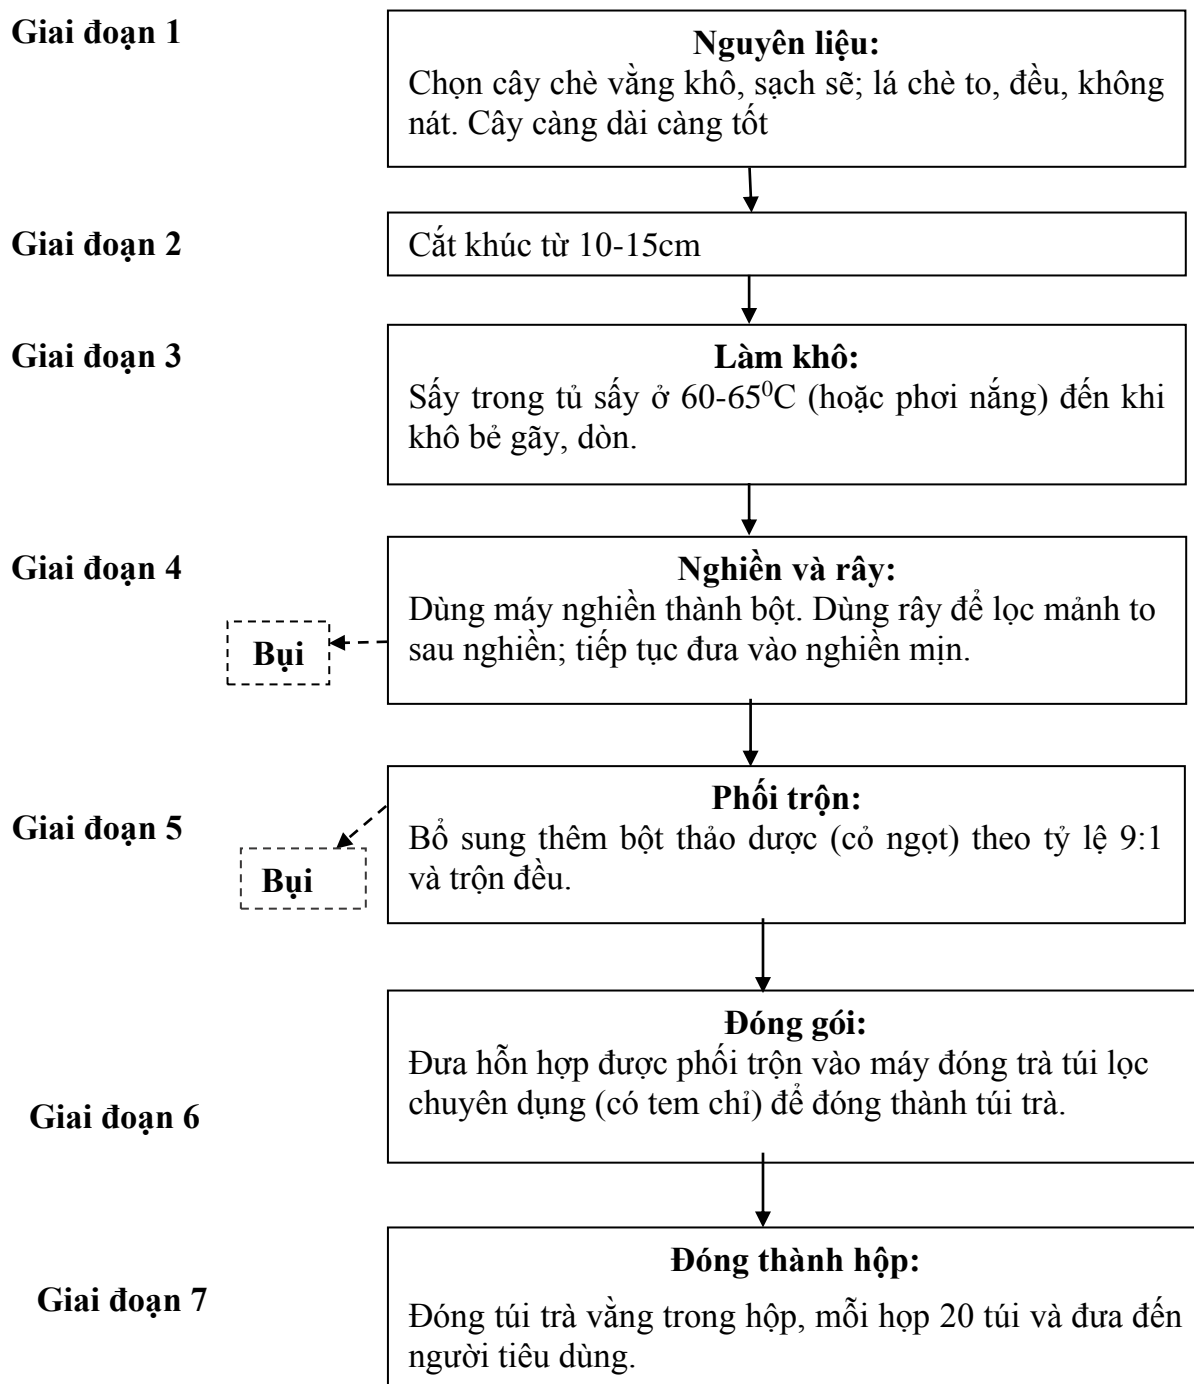 Giai đoạn 1
Nguyên liệu:
Chọn cây chè vằng khô, sạch sẽ; lá chè to, đều, không
nát. Cây càng dài càng tốt
Giai đoạn 2
Cắt khúc từ 10-15cm
Giai đoạn 3
Làm khô:
Sấy trong tủ sấy ở 60-65⁰C (hoặc phơi nắng) đến khi
khô bẻ gãy, dòn.
Giai đoạn 4
Nghiền và rây:
Dùng máy nghiền thành bột. Dùng rây để lọc mảnh to
sau nghiền; tiếp tục đưa vào nghiền mịn.
Bụi
Giai đoạn 5
Phối trộn:
Bổ sung thêm bột thảo dược (cỏ ngọt) theo tỷ lệ 9:1
và trộn đều.
Bụi
Giai đoạn 6
Đóng gói:
Đưa hỗn hợp được phối trộn vào máy đóng trà túi lọc
chuyên dụng (có tem chỉ) để đóng thành túi trà.
Giai đoạn 7
Đóng thành hộp:
Đóng túi trà vằng trong hộp, mỗi họp 20 túi và đưa đến
người tiêu dùng.